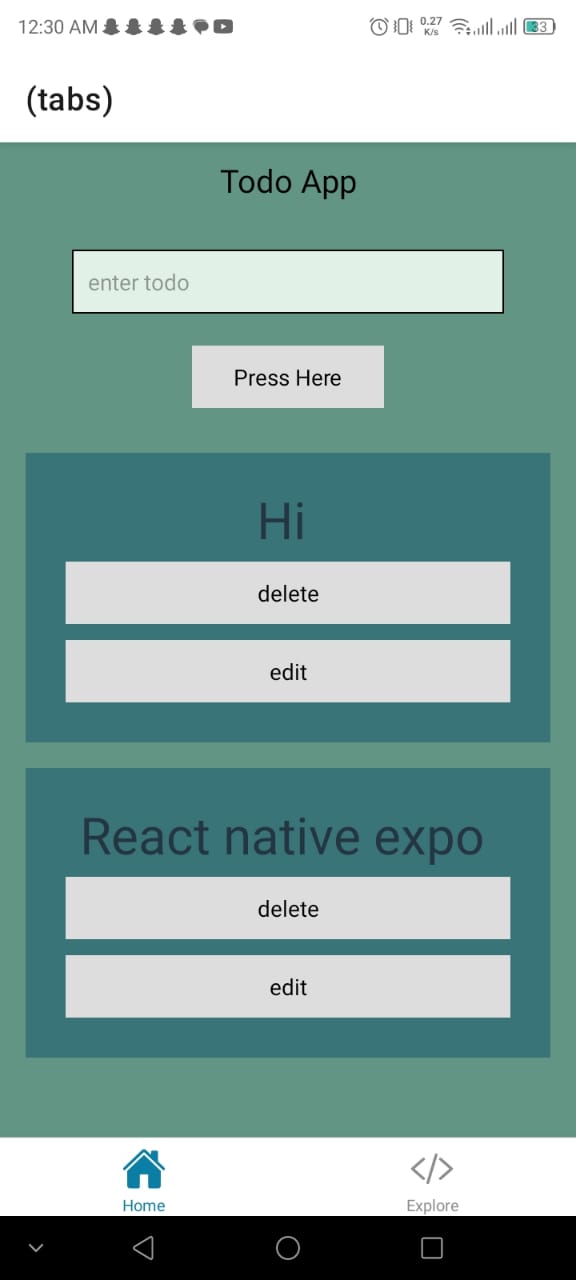 12:30 AM 0.27 K/s 83
(tabs)
Todo App
enter todo
Press Here
Hi
delete
edit
React native expo
delete
edit
Home Explore